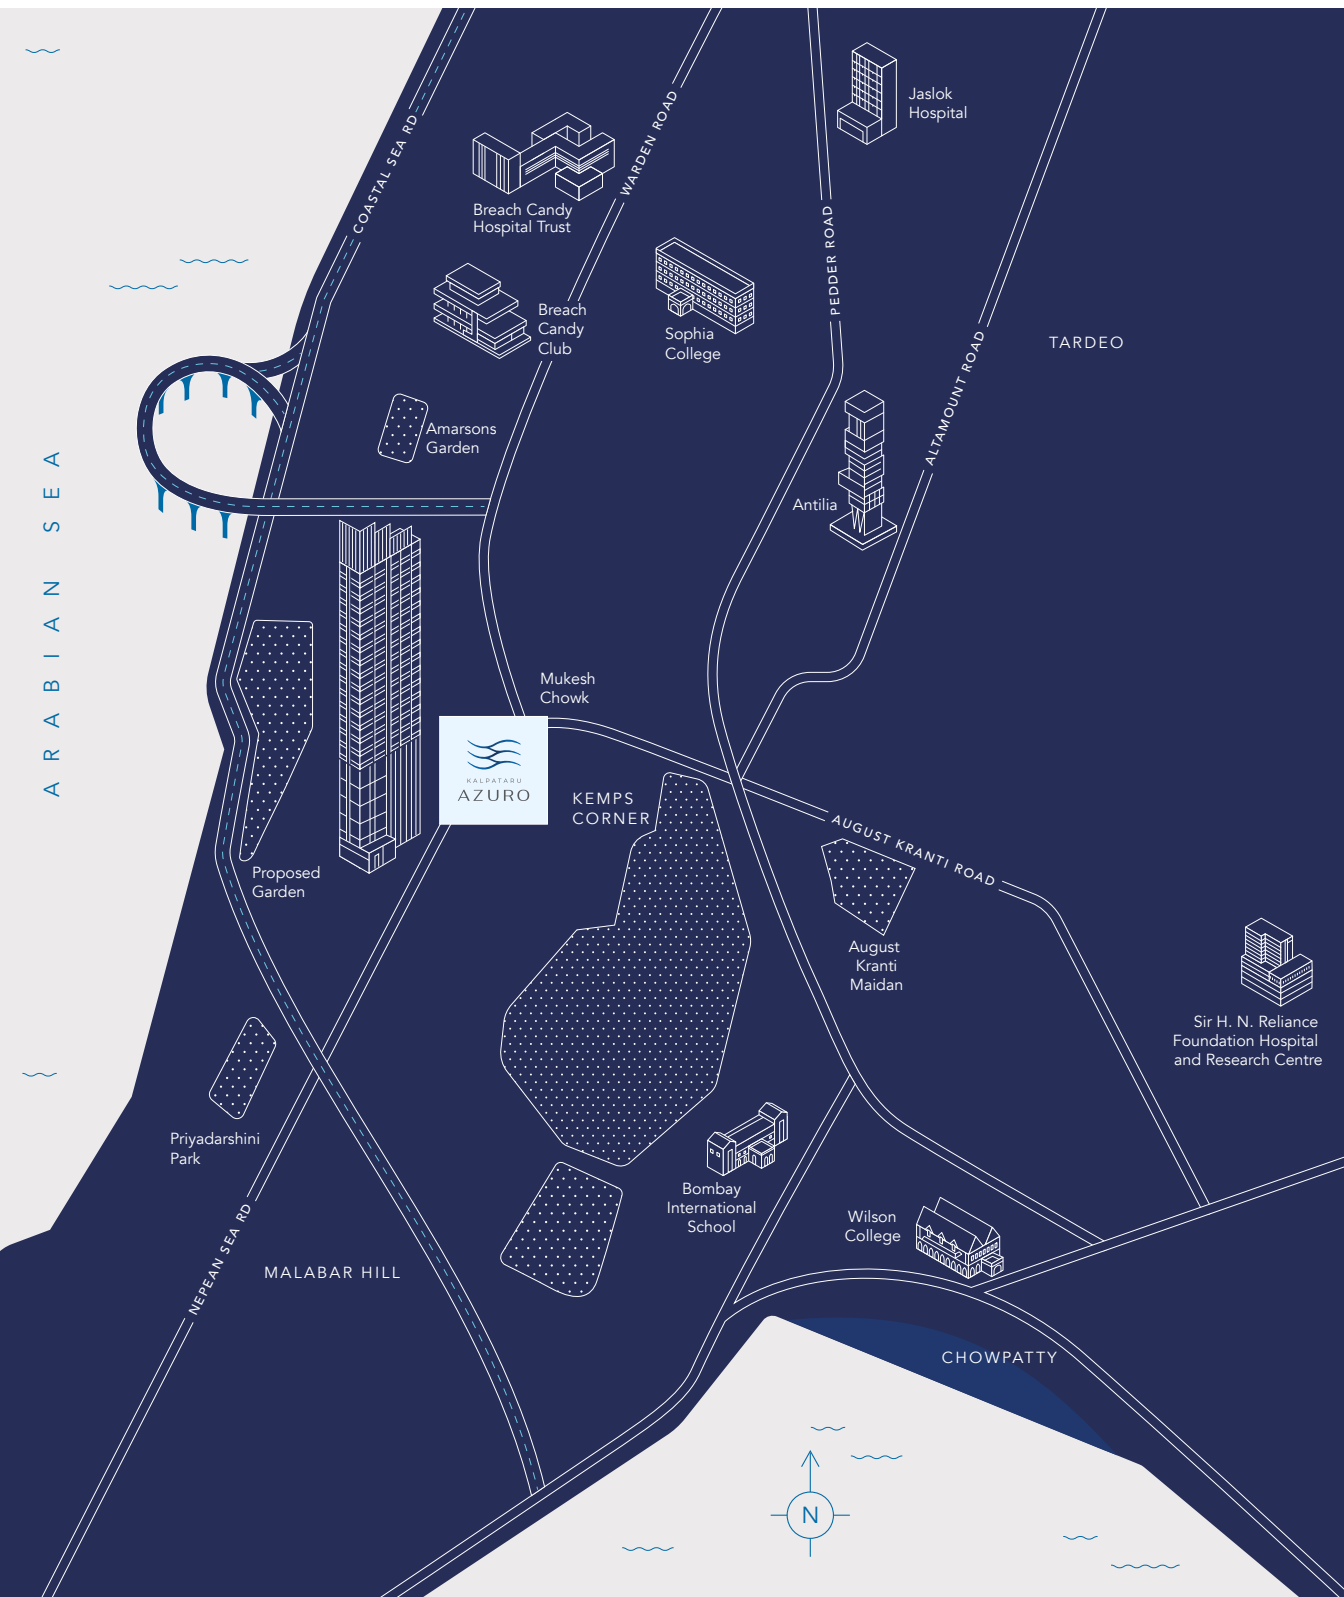 Jaslok
Hospital
COASTAL SEA RD
WARDEN ROAD
Breach Candy
Hospital Trust
PEDDER ROAD
Breach
Candy
Club
Sophia
College
TARDEO
ALTAMOUNT ROAD
Amarsons
Garden
Antilia
ARABIAN SEA
Mukesh
Chowk
KALPATARU
AZURO
KEMPS
CORNER
AUGUST KRANTI ROAD
Proposed
Garden
August
Kranti
Maidan
Sir H. N. Reliance
Foundation Hospital
and Research Centre
Priyadarshini
Park
Bombay
International
School
Wilson
College
NEPEAN SEA RD
MALABAR HILL
CHOWPATTY
N